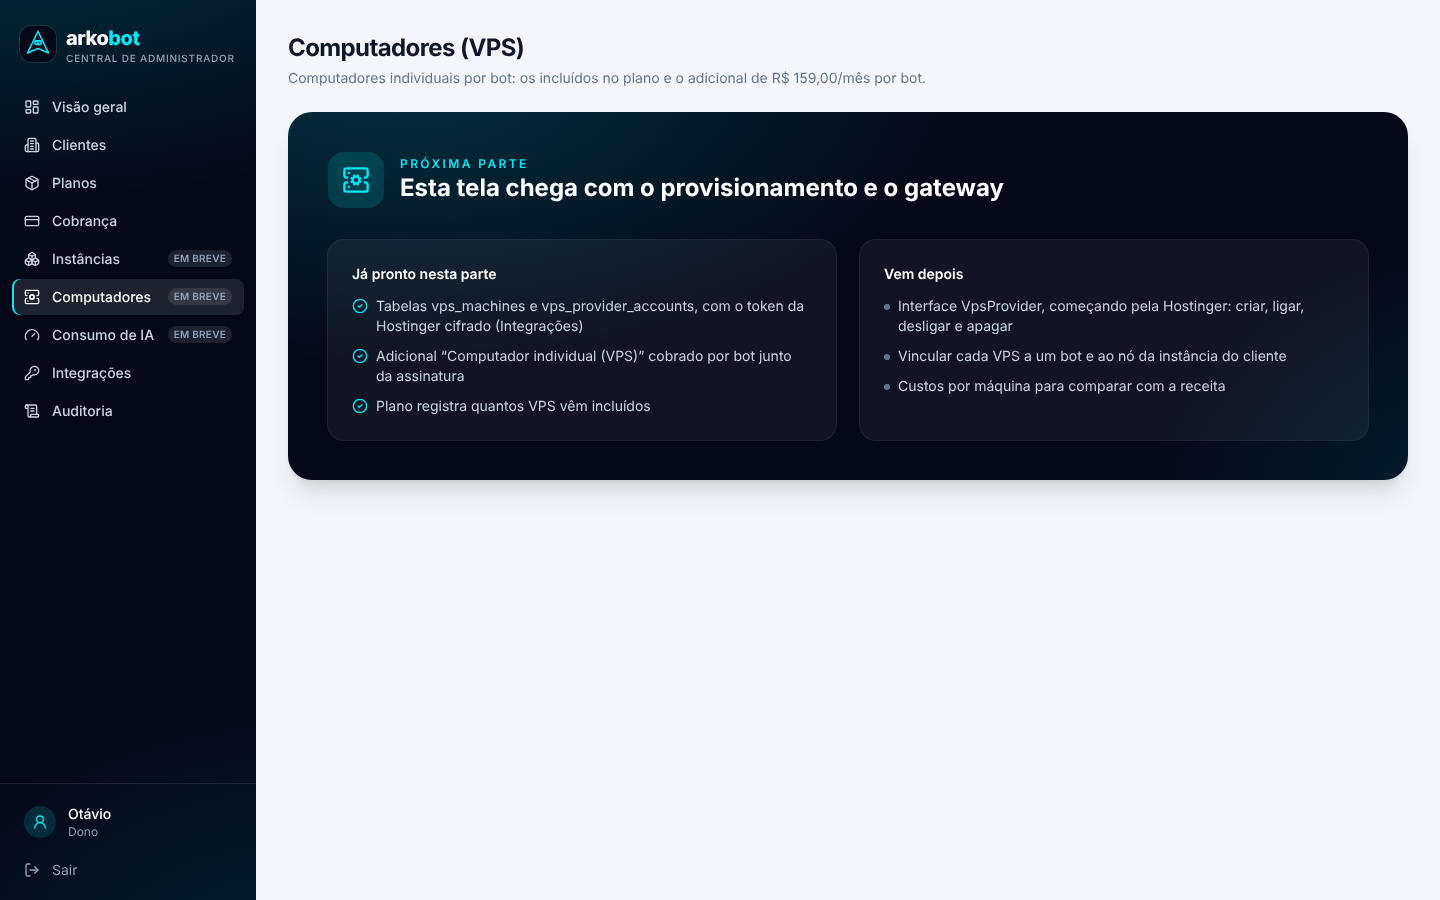 arkobot
CENTRAL DE ADMINISTRADOR
Visão geral
Clientes
Planos
Cobrança
Instâncias EM BREVE
Computadores EM BREVE
Consumo de IA EM BREVE
Integrações
Auditoria
Otávio
Dono
Sair
Computadores (VPS)
Computadores individuais por bot: os incluídos no plano e o adicional de R$ 159,00/mês por bot.
PRÓXIMA PARTE
Esta tela chega com o provisionamento e o gateway
Já pronto nesta parte
Tabelas vps_machines e vps_provider_accounts, com o token da
Hostinger cifrado (Integrações)
Adicional “Computador individual (VPS)” cobrado por bot junto
da assinatura
Plano registra quantos VPS vêm incluídos
Vem depois
Interface VpsProvider, começando pela Hostinger: criar, ligar,
desligar e apagar
Vincular cada VPS a um bot e ao nó da instância do cliente
Custos por máquina para comparar com a receita